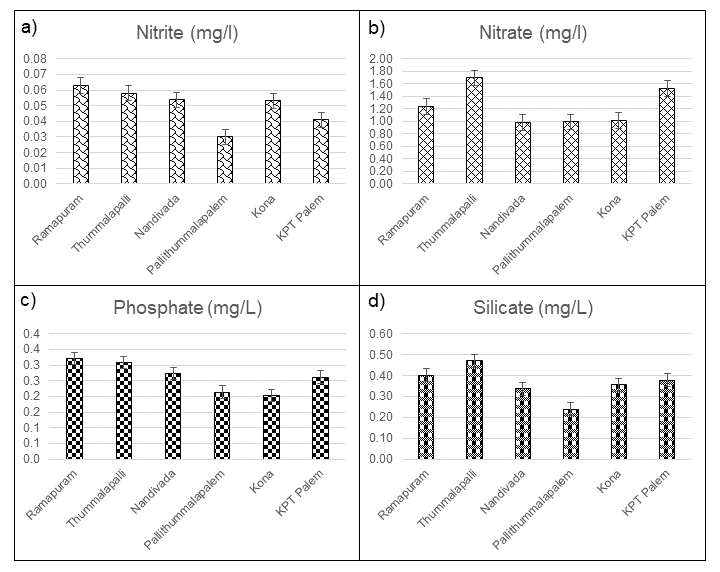 a)
Nitrite (mg/l)
0.08
0.07
0.06
0.05
0.04
0.03
0.02
0.01
0.00
Ramapuram
Thummalapalli
Nandivada
Pallithummalapalem
Kona
KPT Palem
b)
Nitrate (mg/l)
2.00
1.80
1.60
1.40
1.20
1.00
0.80
0.60
0.40
0.20
0.00
Ramapuram
Thummalapalli
Nandivada
Pallithummalapalem
Kona
KPT Palem
c)
Phosphate (mg/L)
0.4
0.4
0.3
0.3
0.2
0.2
0.1
0.1
0.0
Ramapuram
Thummalapalli
Nandivada
Pallithummalapalem
Kona
KPT Palem
d)
Silicate (mg/L)
0.60
0.50
0.40
0.30
0.20
0.10
0.00
Ramapuram
Thummalapalli
Nandivada
Pallithummalapalem
Kona
KPT Palem